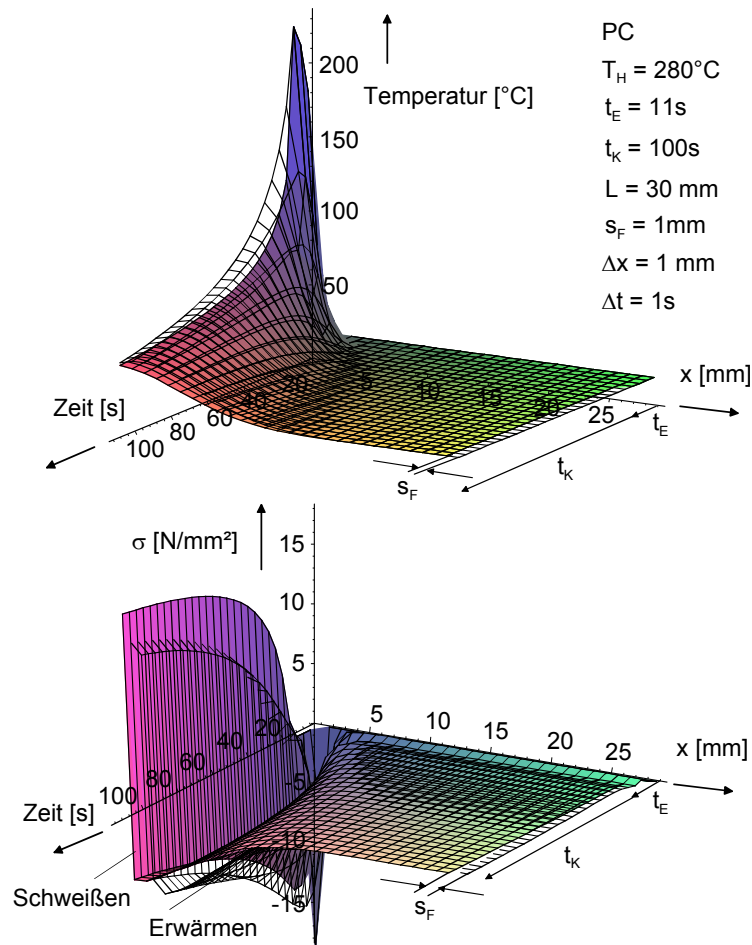 PC
T_H = 280°C
t_E = 11s
t_K = 100s
L = 30 mm
s_F = 1mm
Δx = 1 mm
Δt = 1s
Temperatur [°C]
200
150
100
50
x [mm]
5
10
15
20
25
Zeit [s]
20
40
60
80
100
t_E
t_K
s_F
σ [N/mm²]
15
10
5
-5
10
-15
x [mm]
5
10
15
20
25
Zeit [s]
20
40
60
80
100
t_E
t_K
s_F
Schweißen
Erwärmen